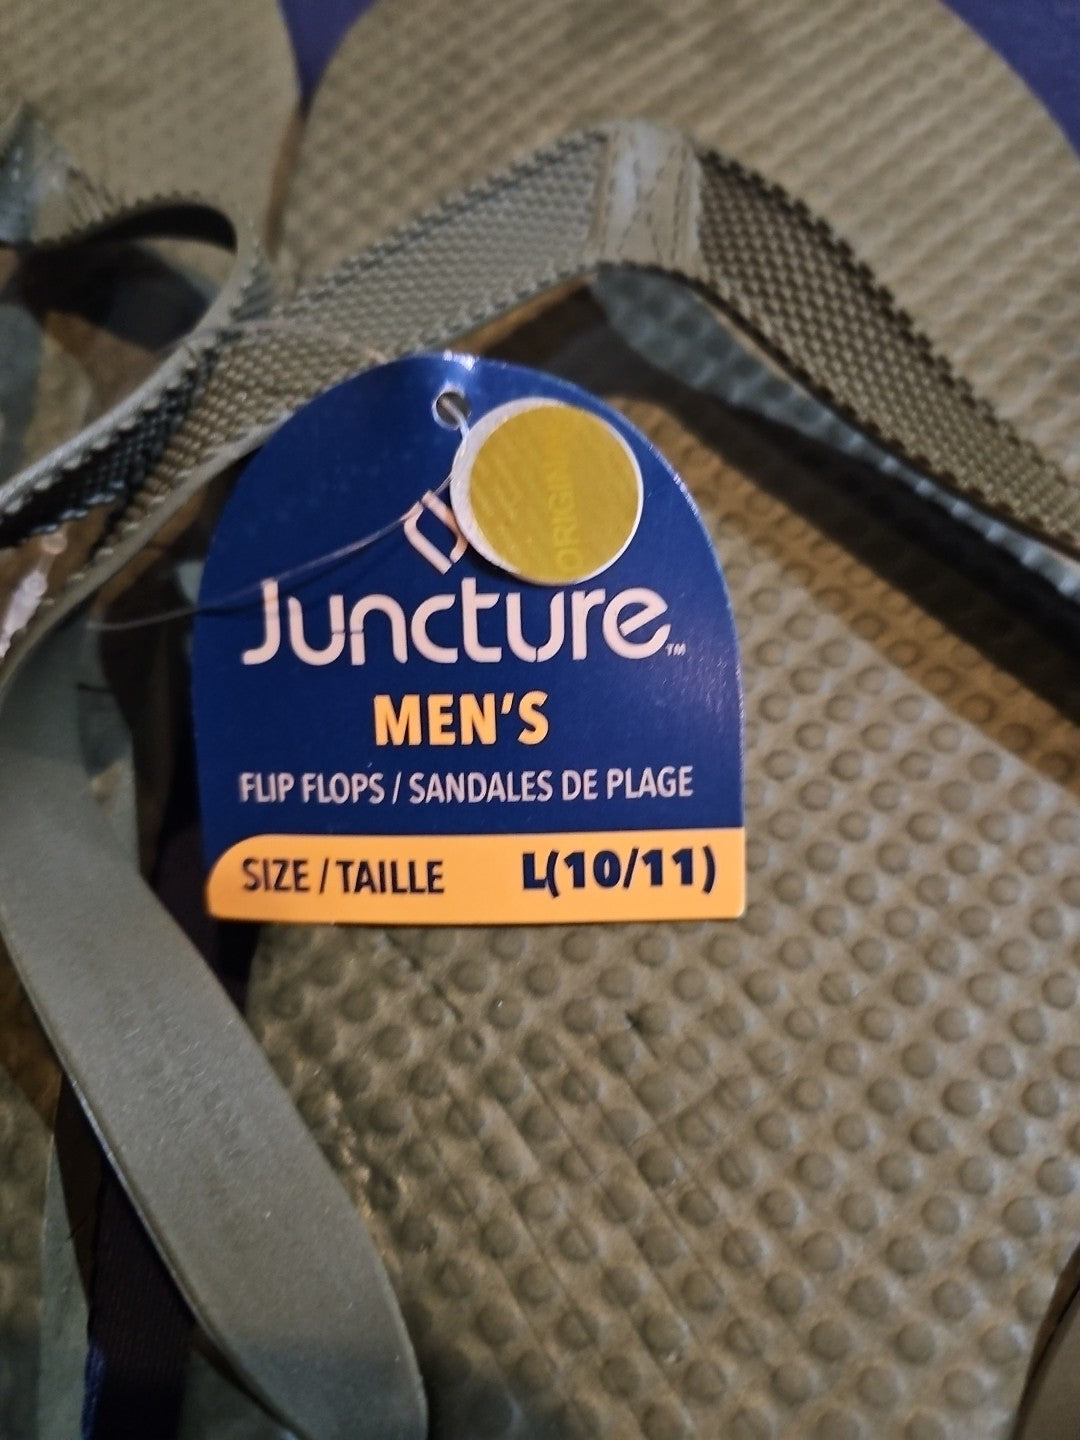 Juncture™
MEN'S
FLIP FLOPS / SANDALES DE PLAGE
SIZE / TAILLE L(10/11)